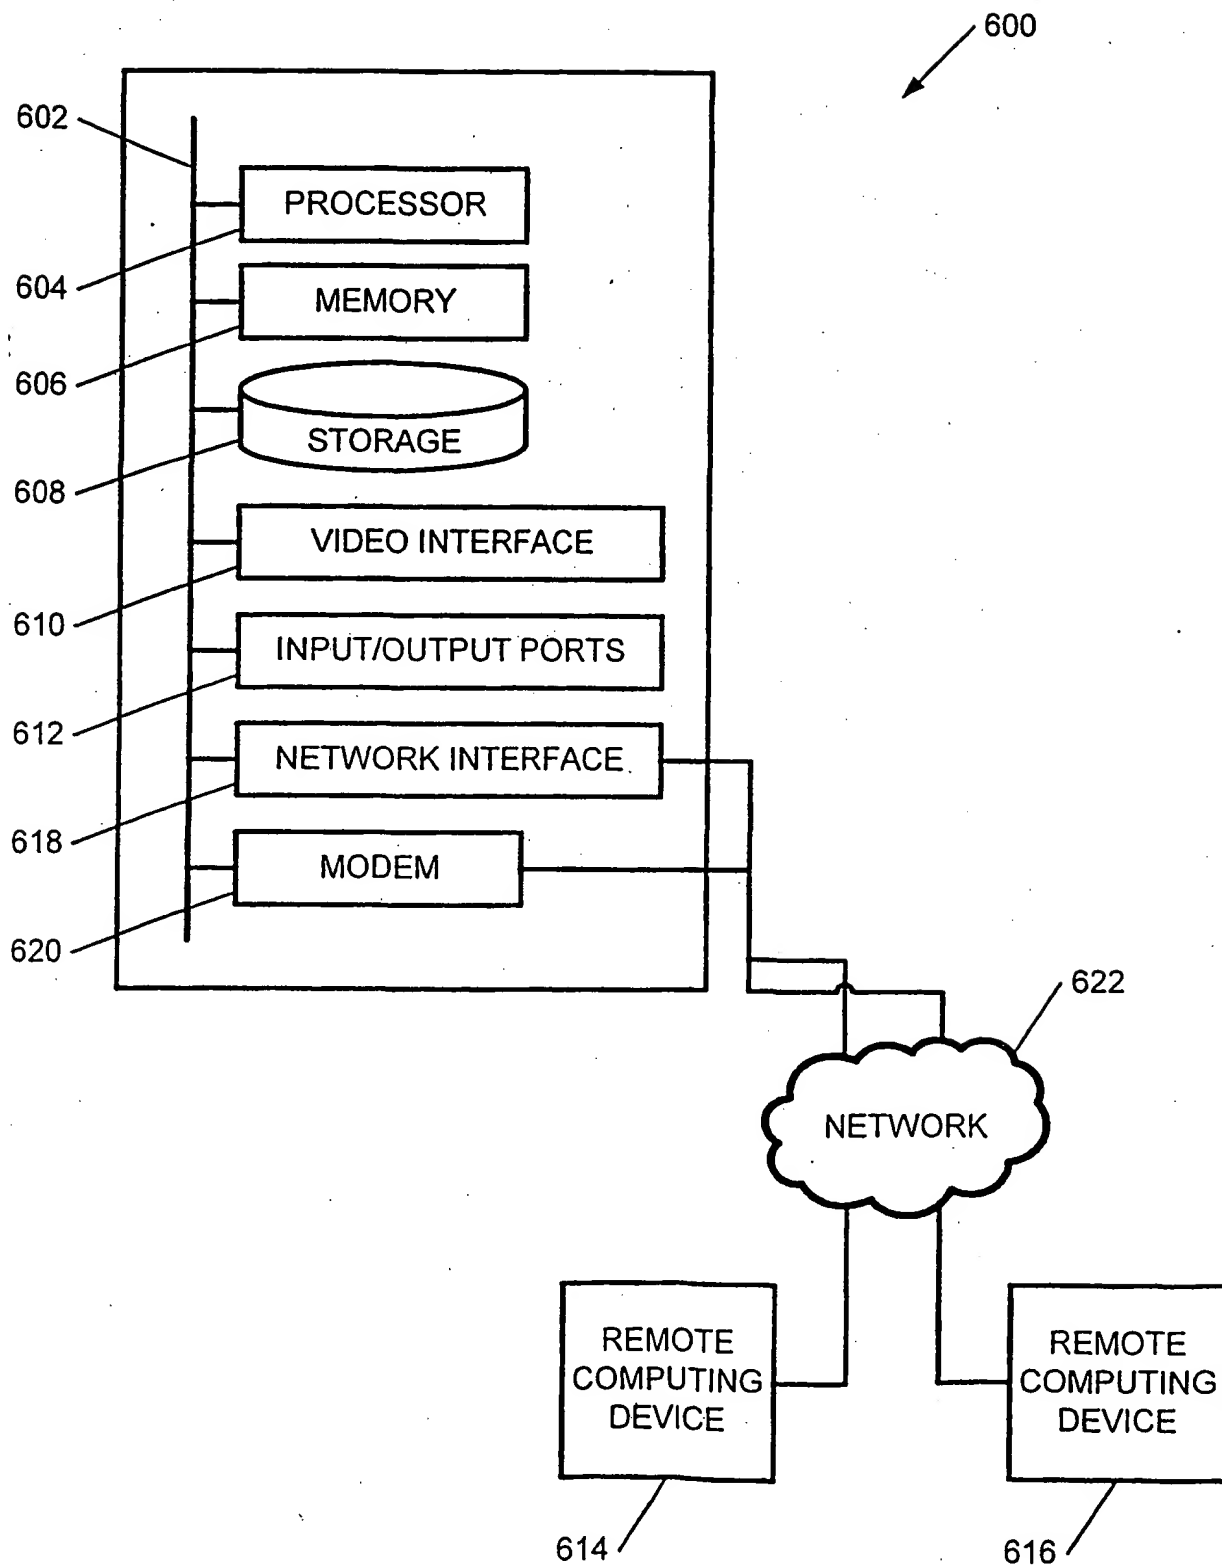 600
602
PROCESSOR
604
MEMORY
606
STORAGE
608
VIDEO INTERFACE
610
INPUT/OUTPUT PORTS
612
NETWORK INTERFACE
618
MODEM
620
622
NETWORK
REMOTE
COMPUTING
DEVICE
REMOTE
COMPUTING
DEVICE
614
616